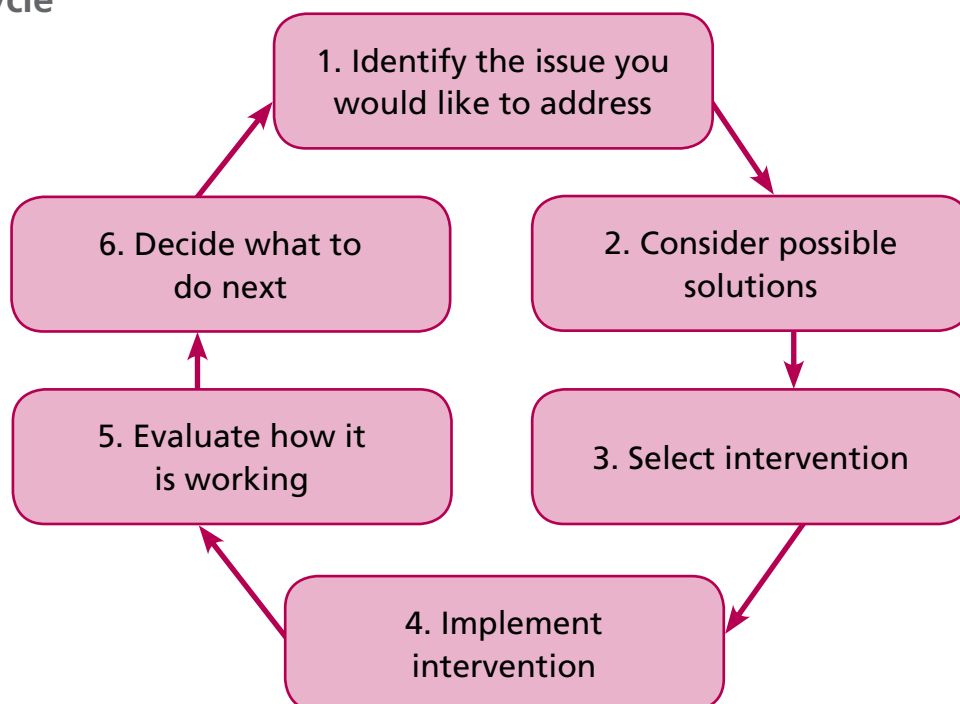 1. Identify the issue you
would like to address
2. Consider possible
solutions
3. Select intervention
4. Implement
intervention
5. Evaluate how it
is working
6. Decide what to
do next